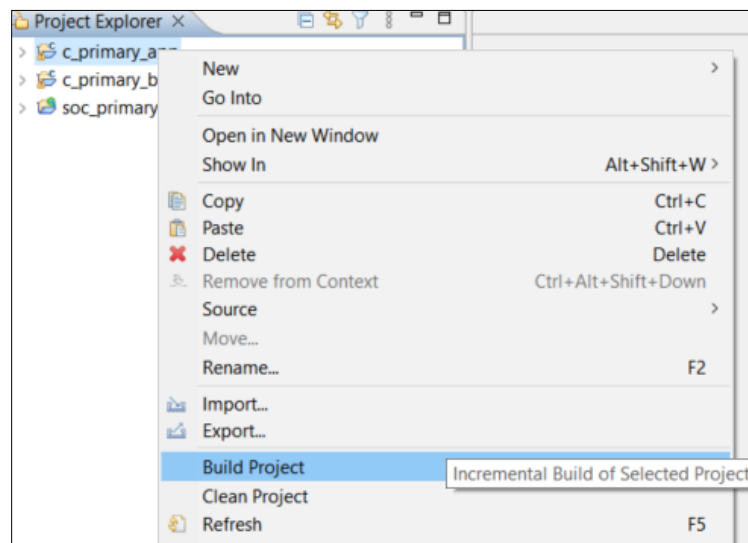 Project Explorer
c_primary_app
c_primary_b
soc_primary
New
Go Into
Open in New Window
Show In Alt+Shift+W
Copy Ctrl+C
Paste Ctrl+V
Delete Delete
Remove from Context Ctrl+Alt+Shift+Down
Source
Move...
Rename... F2
Import...
Export...
Build Project Incremental Build of Selected Project
Clean Project
Refresh F5